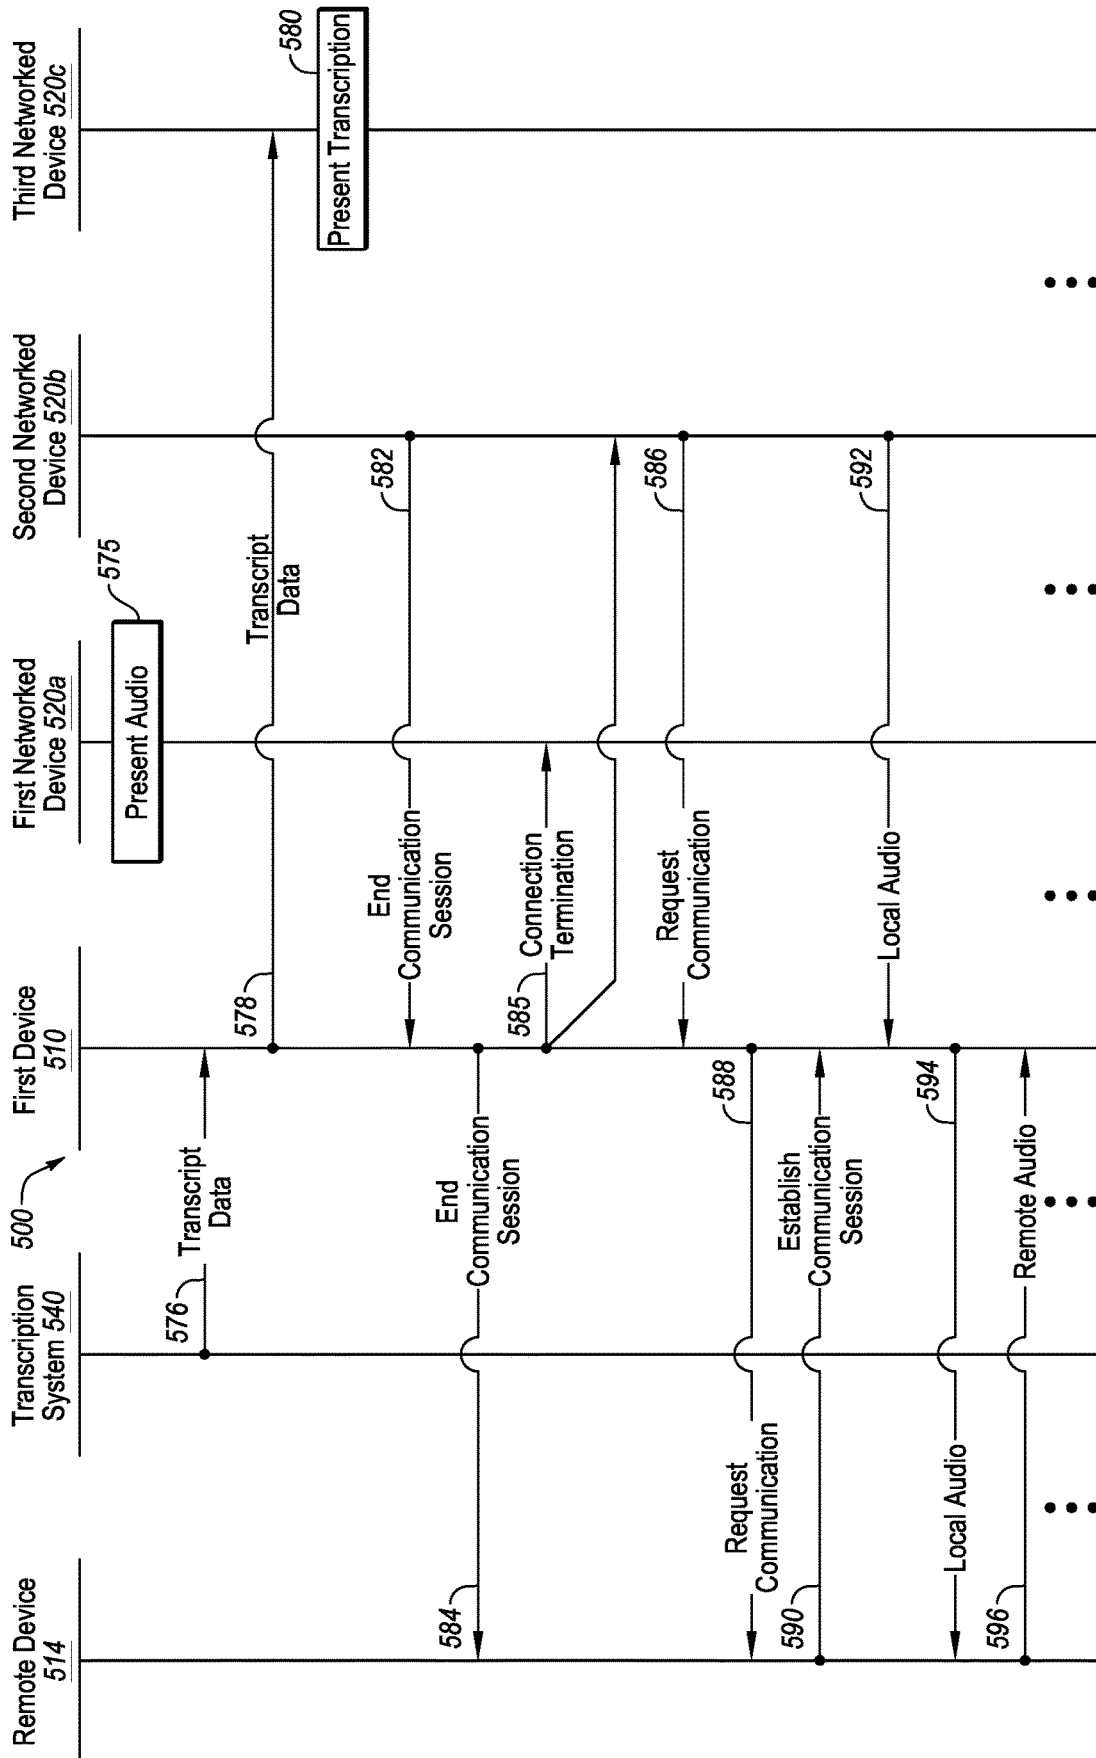 500
Remote Device
514
Transcription
System 540
First Device
510
First Networked
Device 520a
Second Networked
Device 520b
Third Networked
Device 520c
Present Audio
575
576
Transcript
Data
578
Transcript
Data
Present Transcription
580
End
Communication
Session
582
584
End
Communication
Session
585
Connection
Termination
Request
Communication
586
Request
Communication
588
590
Establish
Communication
Session
Local Audio
592
Local Audio
594
596
Remote Audio